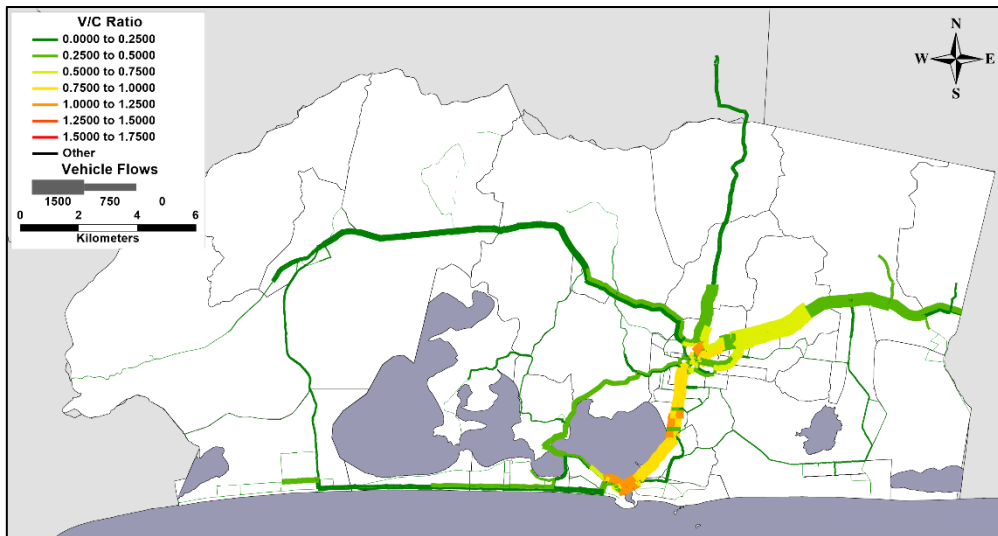 V/C Ratio
0.0000 to 0.2500
0.2500 to 0.5000
0.5000 to 0.7500
0.7500 to 1.0000
1.0000 to 1.2500
1.2500 to 1.5000
1.5000 to 1.7500
Other
Vehicle Flows
1500 750 0
0 2 4 6
Kilometers
N
W E
S